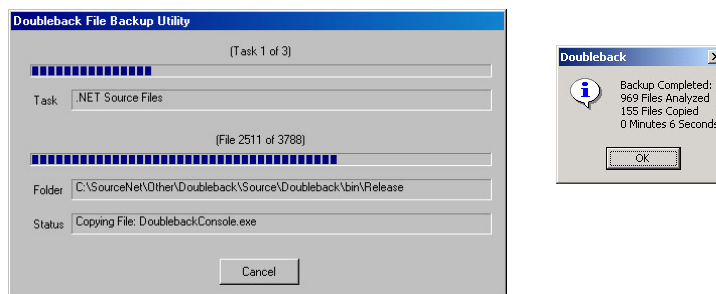 Doubleback File Backup Utility
(Task 1 of 3)
Task .NET Source Files
(File 2511 of 3788)
Folder C:\SourceNet\Other\Doubleback\Source\Doubleback\bin\Release
Status Copying File: DoublebackConsole.exe
Cancel
Doubleback
Backup Completed:
969 Files Analyzed
155 Files Copied
0 Minutes 6 Seconds
OK